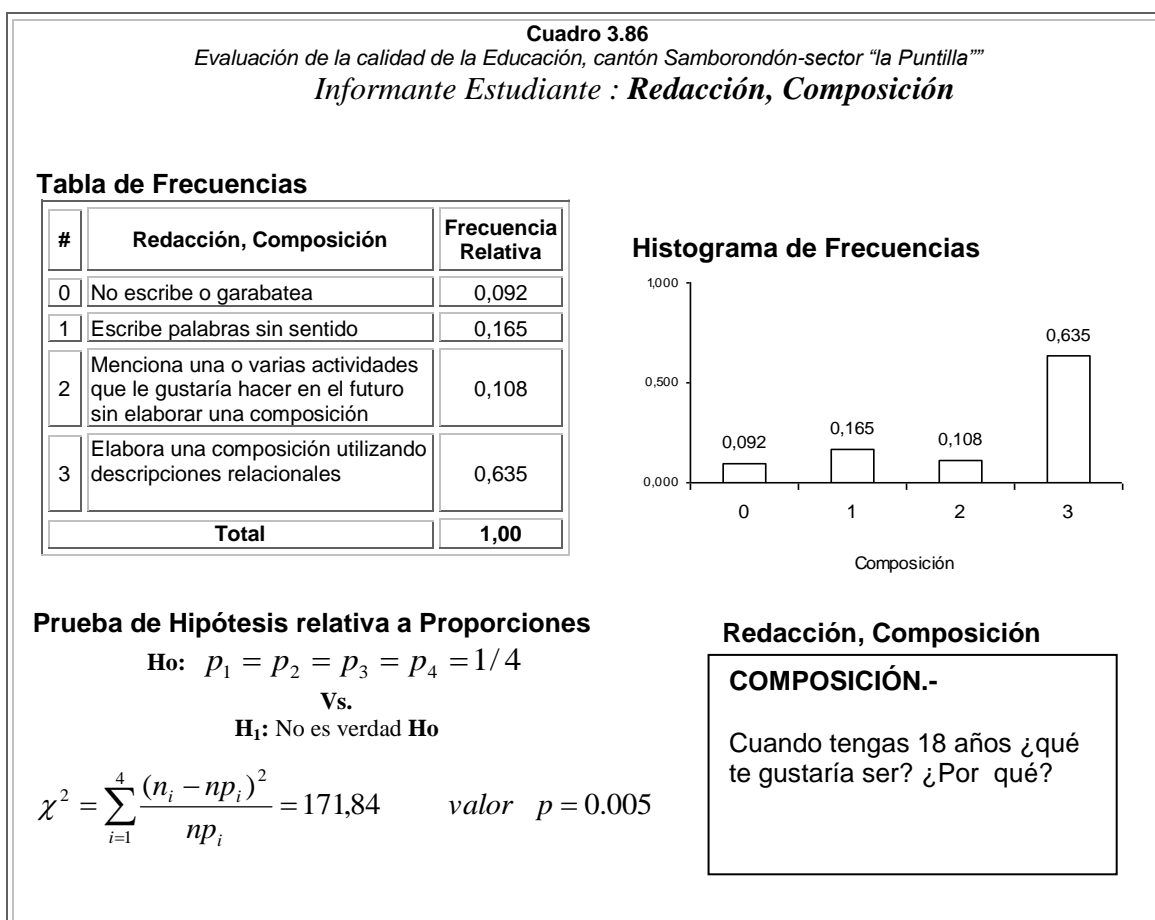 Cuadro 3.86
Evaluación de la calidad de la Educación, cantón Samborondón-sector “la Puntilla””
Informante Estudiante : Redacción, Composición
Tabla de Frecuencias
# Redacción, Composición Frecuencia Relativa
0 No escribe o garabatea 0,092
1 Escribe palabras sin sentido 0,165
2 Menciona una o varias actividades
que le gustaría hacer en el futuro 0,108
sin elaborar una composición
3 Elabora una composición utilizando
descripciones relacionales 0,635
Total 1,00
Histograma de Frecuencias
1,000
0,500
0,000
0,092
0,165
0,108
0,635
0 1 2 3
Composición
Prueba de Hipótesis relativa a Proporciones
Ho: p₁ = p₂ = p₃ = p₄ = 1/4
Vs.
H₁: No es verdad Ho
χ² = ∑ i=1 4 (nᵢ − npᵢ)² / npᵢ = 171,84 valor p = 0.005
Redacción, Composición
COMPOSICIÓN.-
Cuando tengas 18 años ¿qué
te gustaría ser? ¿Por qué?